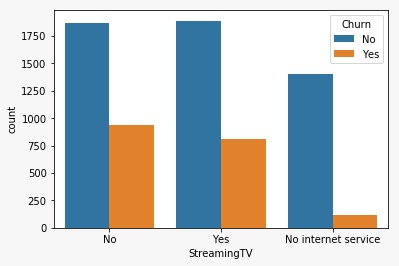 Churn
No
Yes
1750
1500
1250
1000
750
500
250
0
count
No Yes No internet service
StreamingTV